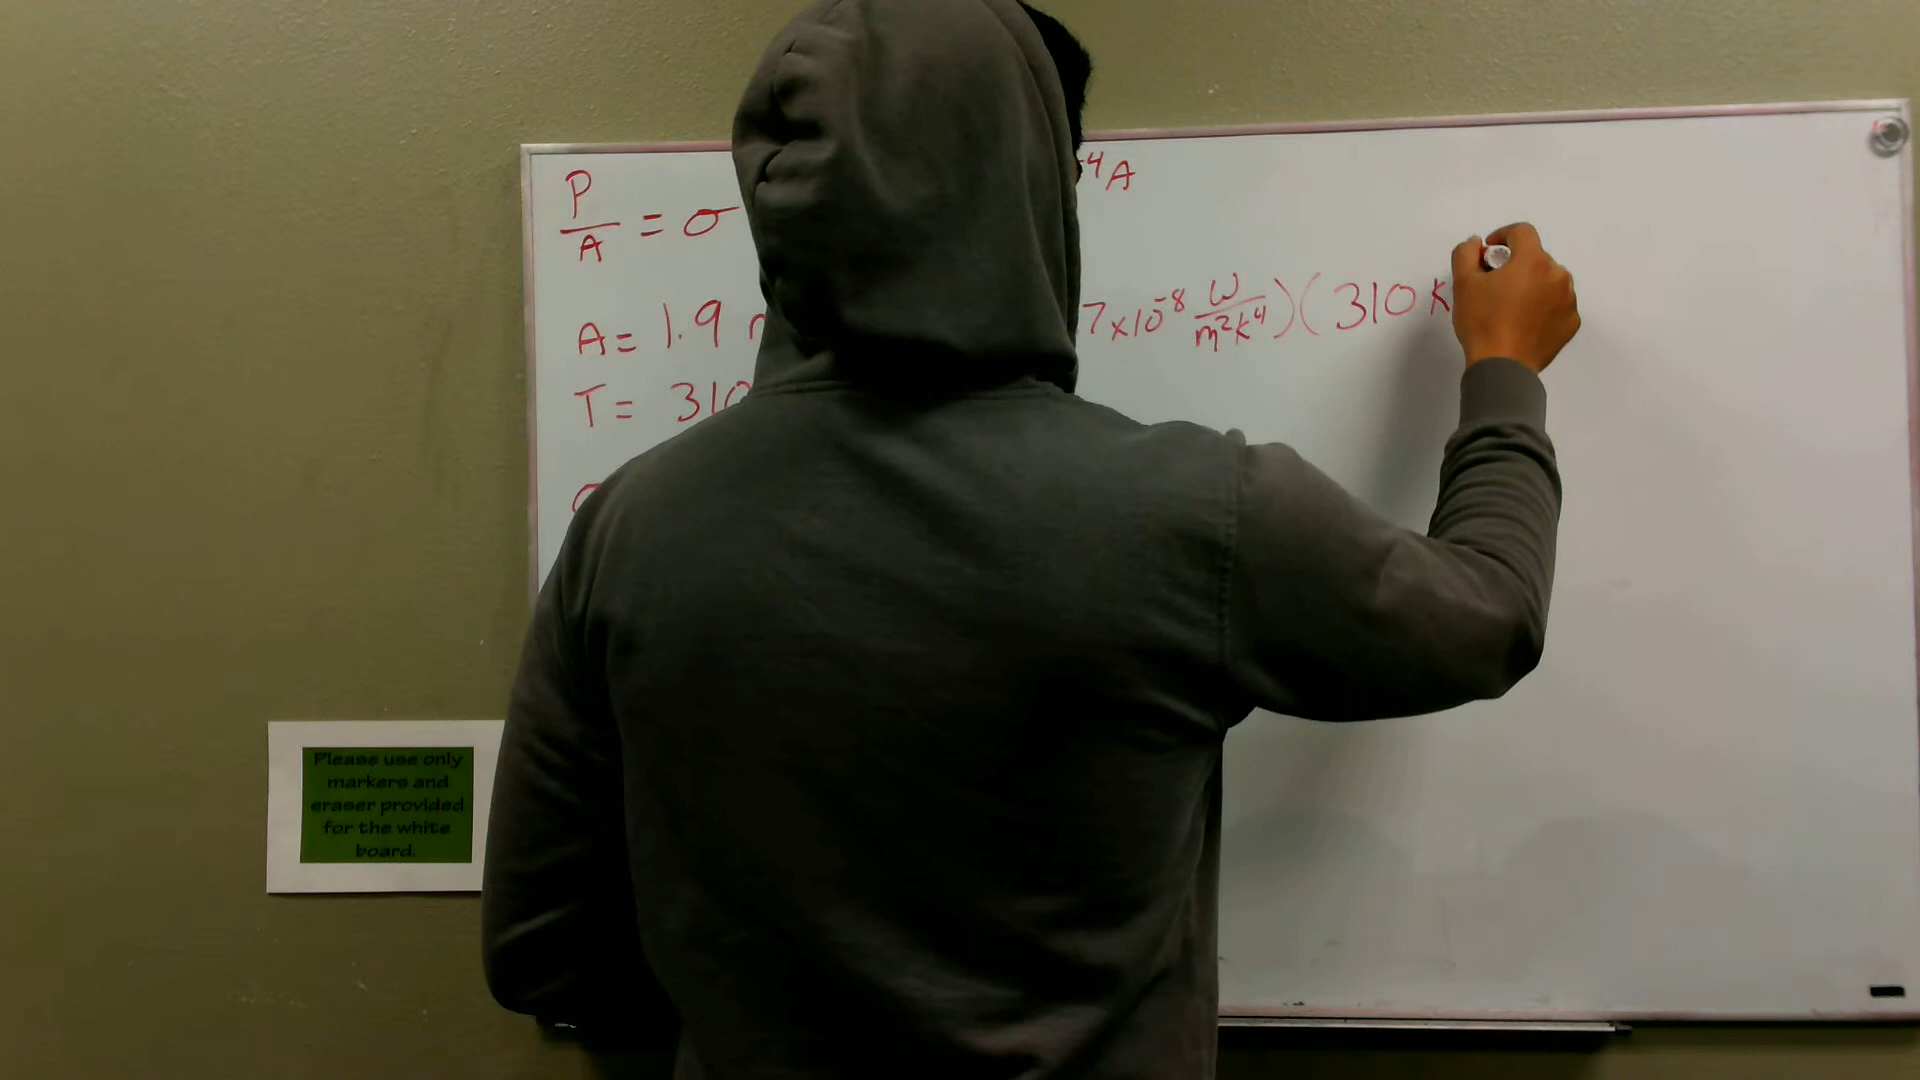 P/A = σ
⁴A
A = 1.9
7x10⁻⁸ W/m²K⁴)(310 K
T = 310
Please use only
markers and
eraser provided
for the white
board.